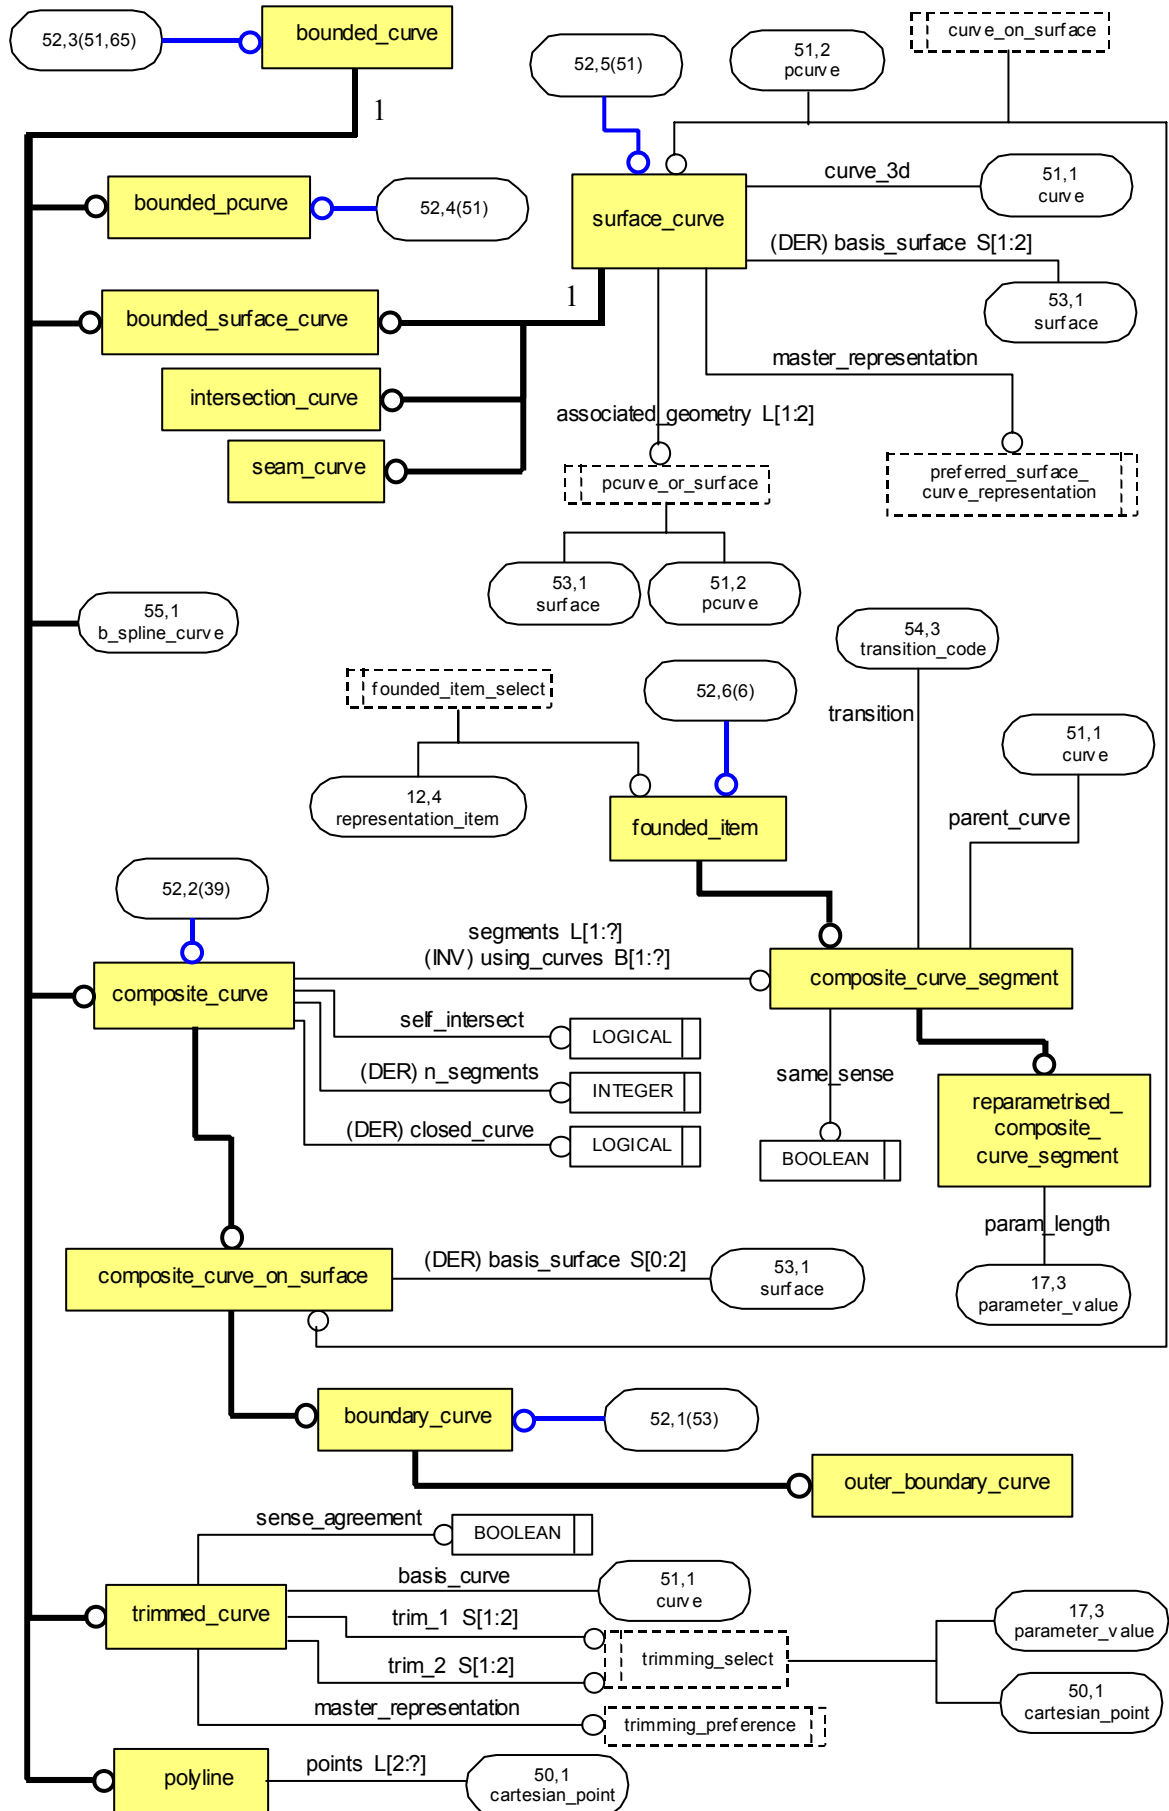 52,3(51,65)
bounded_curve
1
52,5(51)
51,2
pcurve
curve_on_surface
bounded_pcurve
52,4(51)
surface_curve
curve_3d
51,1
curve
(DER) basis_surface S[1:2]
53,1
surface
1
bounded_surface_curve
intersection_curve
seam_curve
master_representation
associated_geometry L[1:2]
pcurve_or_surface
preferred_surface_
curve_representation
53,1
surface
51,2
pcurve
55,1
b_spline_curve
54,3
transition_code
founded_item_select
52,6(6)
transition
51,1
curve
12,4
representation_item
founded_item
parent_curve
52,2(39)
segments L[1:?]
(INV) using_curves B[1:?]
composite_curve
composite_curve_segment
self_intersect
LOGICAL
(DER) n_segments
INTEGER
same_sense
(DER) closed_curve
LOGICAL
BOOLEAN
reparametrised_
composite_
curve_segment
param_length
composite_curve_on_surface
(DER) basis_surface S[0:2]
53,1
surface
17,3
parameter_value
boundary_curve
52,1(53)
outer_boundary_curve
sense_agreement
BOOLEAN
basis_curve
51,1
curve
trimmed_curve
trim_1 S[1:2]
trim_2 S[1:2]
trimming_select
17,3
parameter_value
50,1
cartesian_point
master_representation
trimming_preference
polyline
points L[2:?]
50,1
cartesian_point